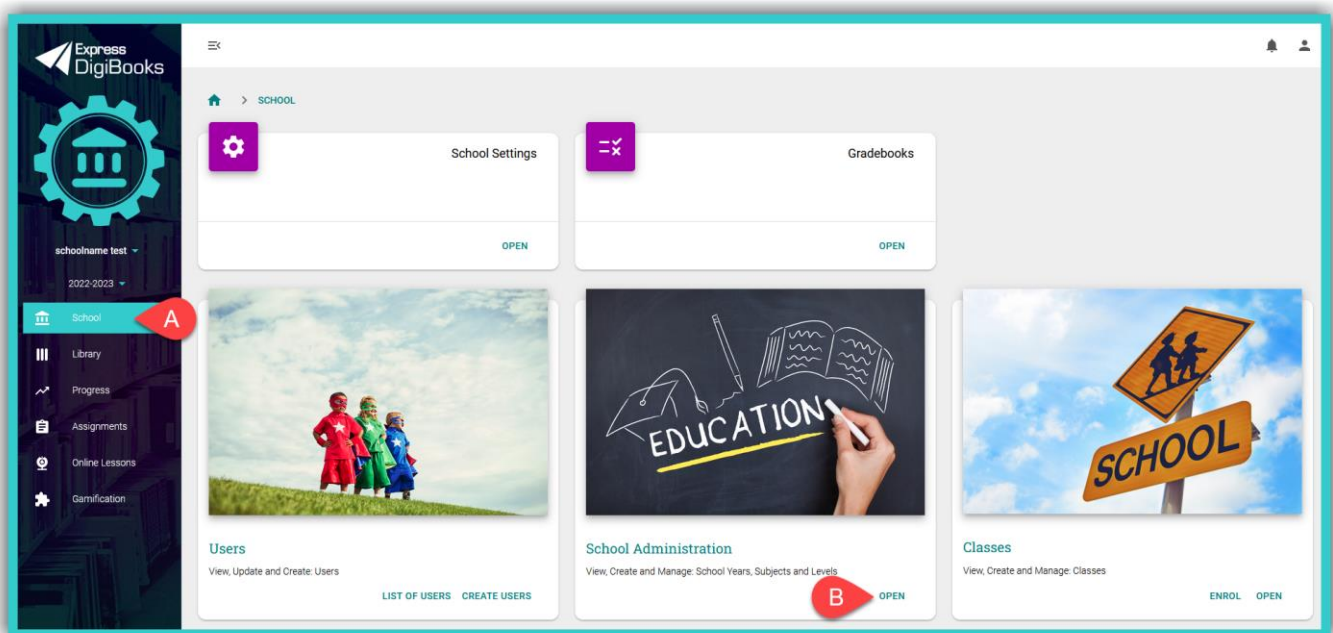 Express
DigiBooks
schoolname test
2022-2023
School
A
Library
Progress
Assignments
Online Lessons
Gamification
> SCHOOL
School Settings
OPEN
Gradebooks
OPEN
EDUCATION
SCHOOL
Users
View, Update and Create: Users
LIST OF USERS CREATE USERS
School Administration
View, Create and Manage: School Years, Subjects and Levels
B OPEN
Classes
View, Create and Manage: Classes
ENROL OPEN